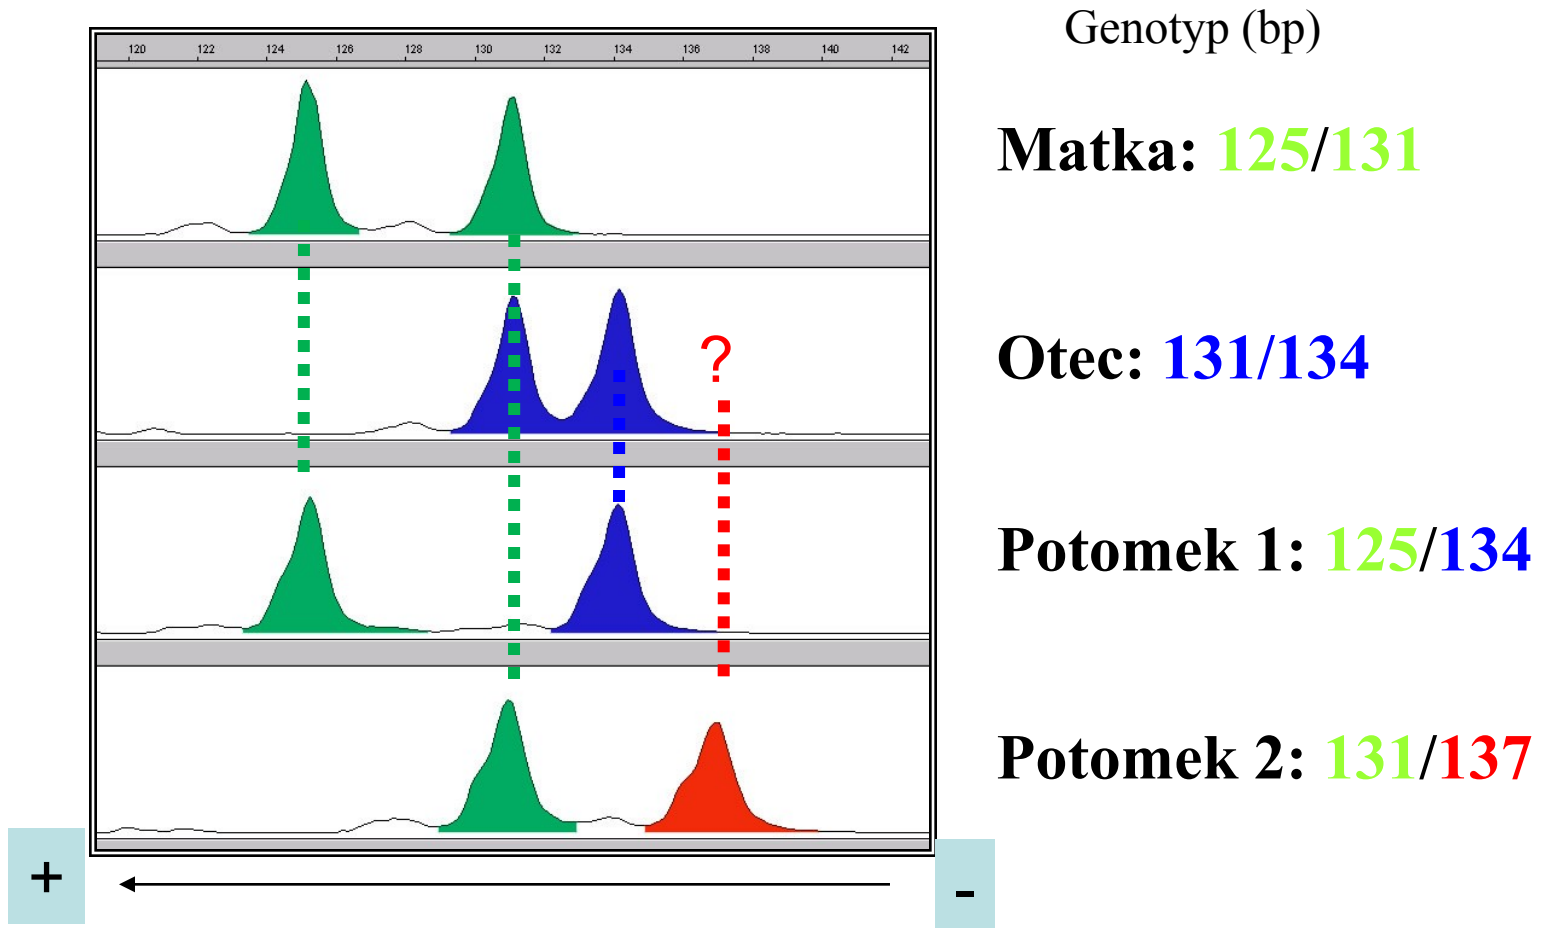 Genotyp (bp)
120 122 124 126 128 130 132 134 136 138 140 142
Matka: 125/131
Otec: 131/134
?
Potomek 1: 125/134
Potomek 2: 131/137
+
-